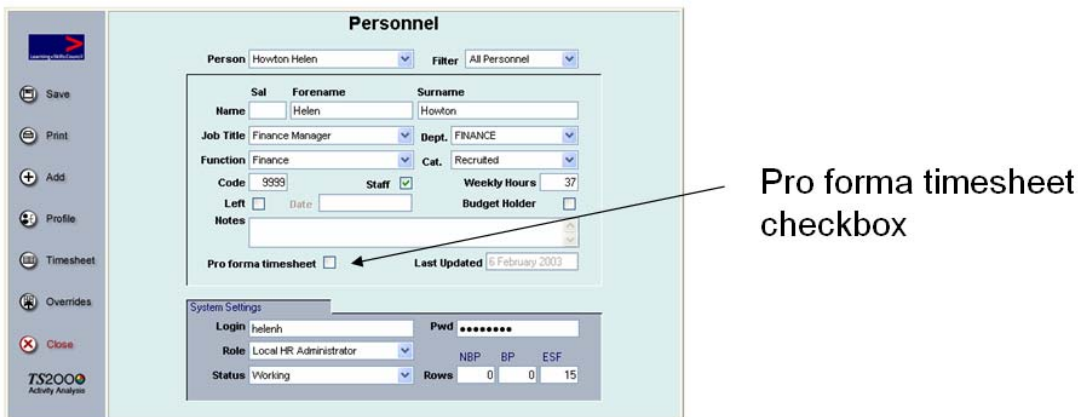 Personnel
Learning+Skills Council
Person Howton Helen Filter All Personnel
Sal Forename Surname
Name Helen Howton
Job Title Finance Manager Dept. FINANCE
Function Finance Cat. Recruited
Code 9999 Staff Weekly Hours 37
Left Date Budget Holder
Notes
Pro forma timesheet Last Updated 6 February 2003
System Settings
Login helenh Pwd ●●●●●●●●
Role Local HR Administrator NBP BP ESF
Status Working Rows 0 0 15
Save
Print
Add
Profile
Timesheet
Overrides
Close
TS2000
Activity Analysis
Pro forma timesheet
checkbox